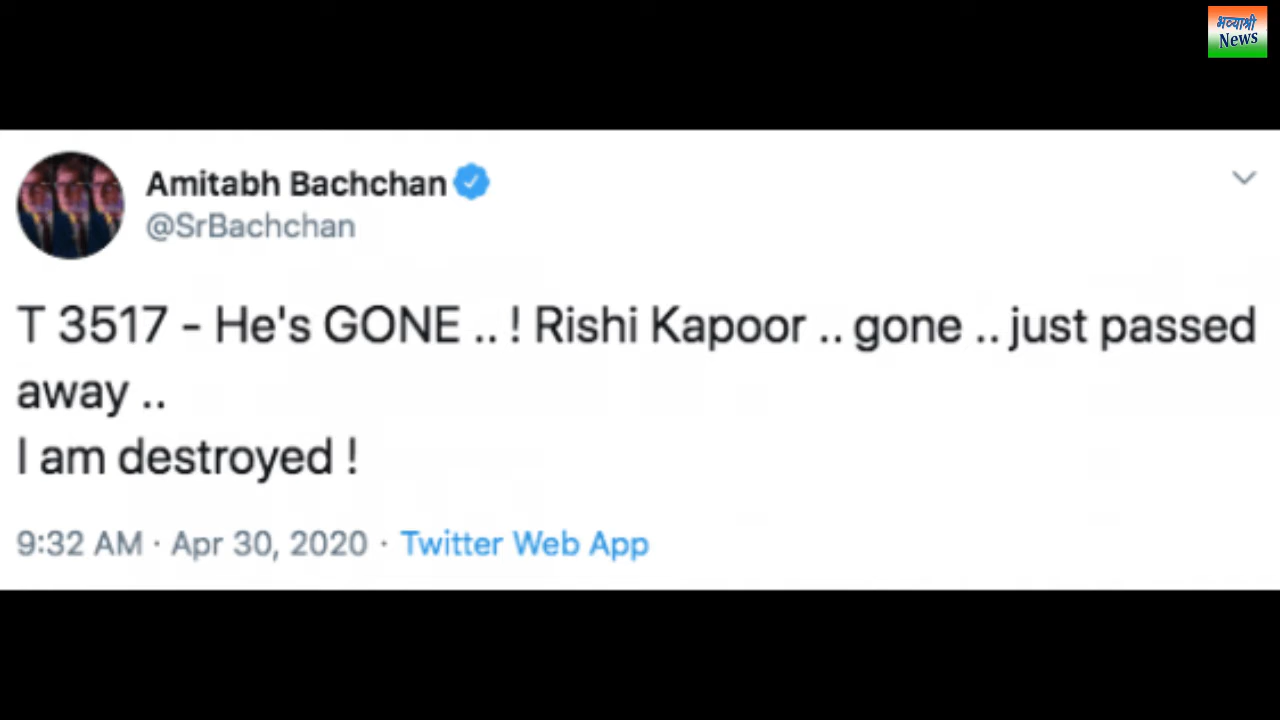 भव्याश्री
News
Amitabh Bachchan
@SrBachchan
T 3517 - He's GONE .. ! Rishi Kapoor .. gone .. just passed
away ..
I am destroyed !
9:32 AM · Apr 30, 2020 · Twitter Web App